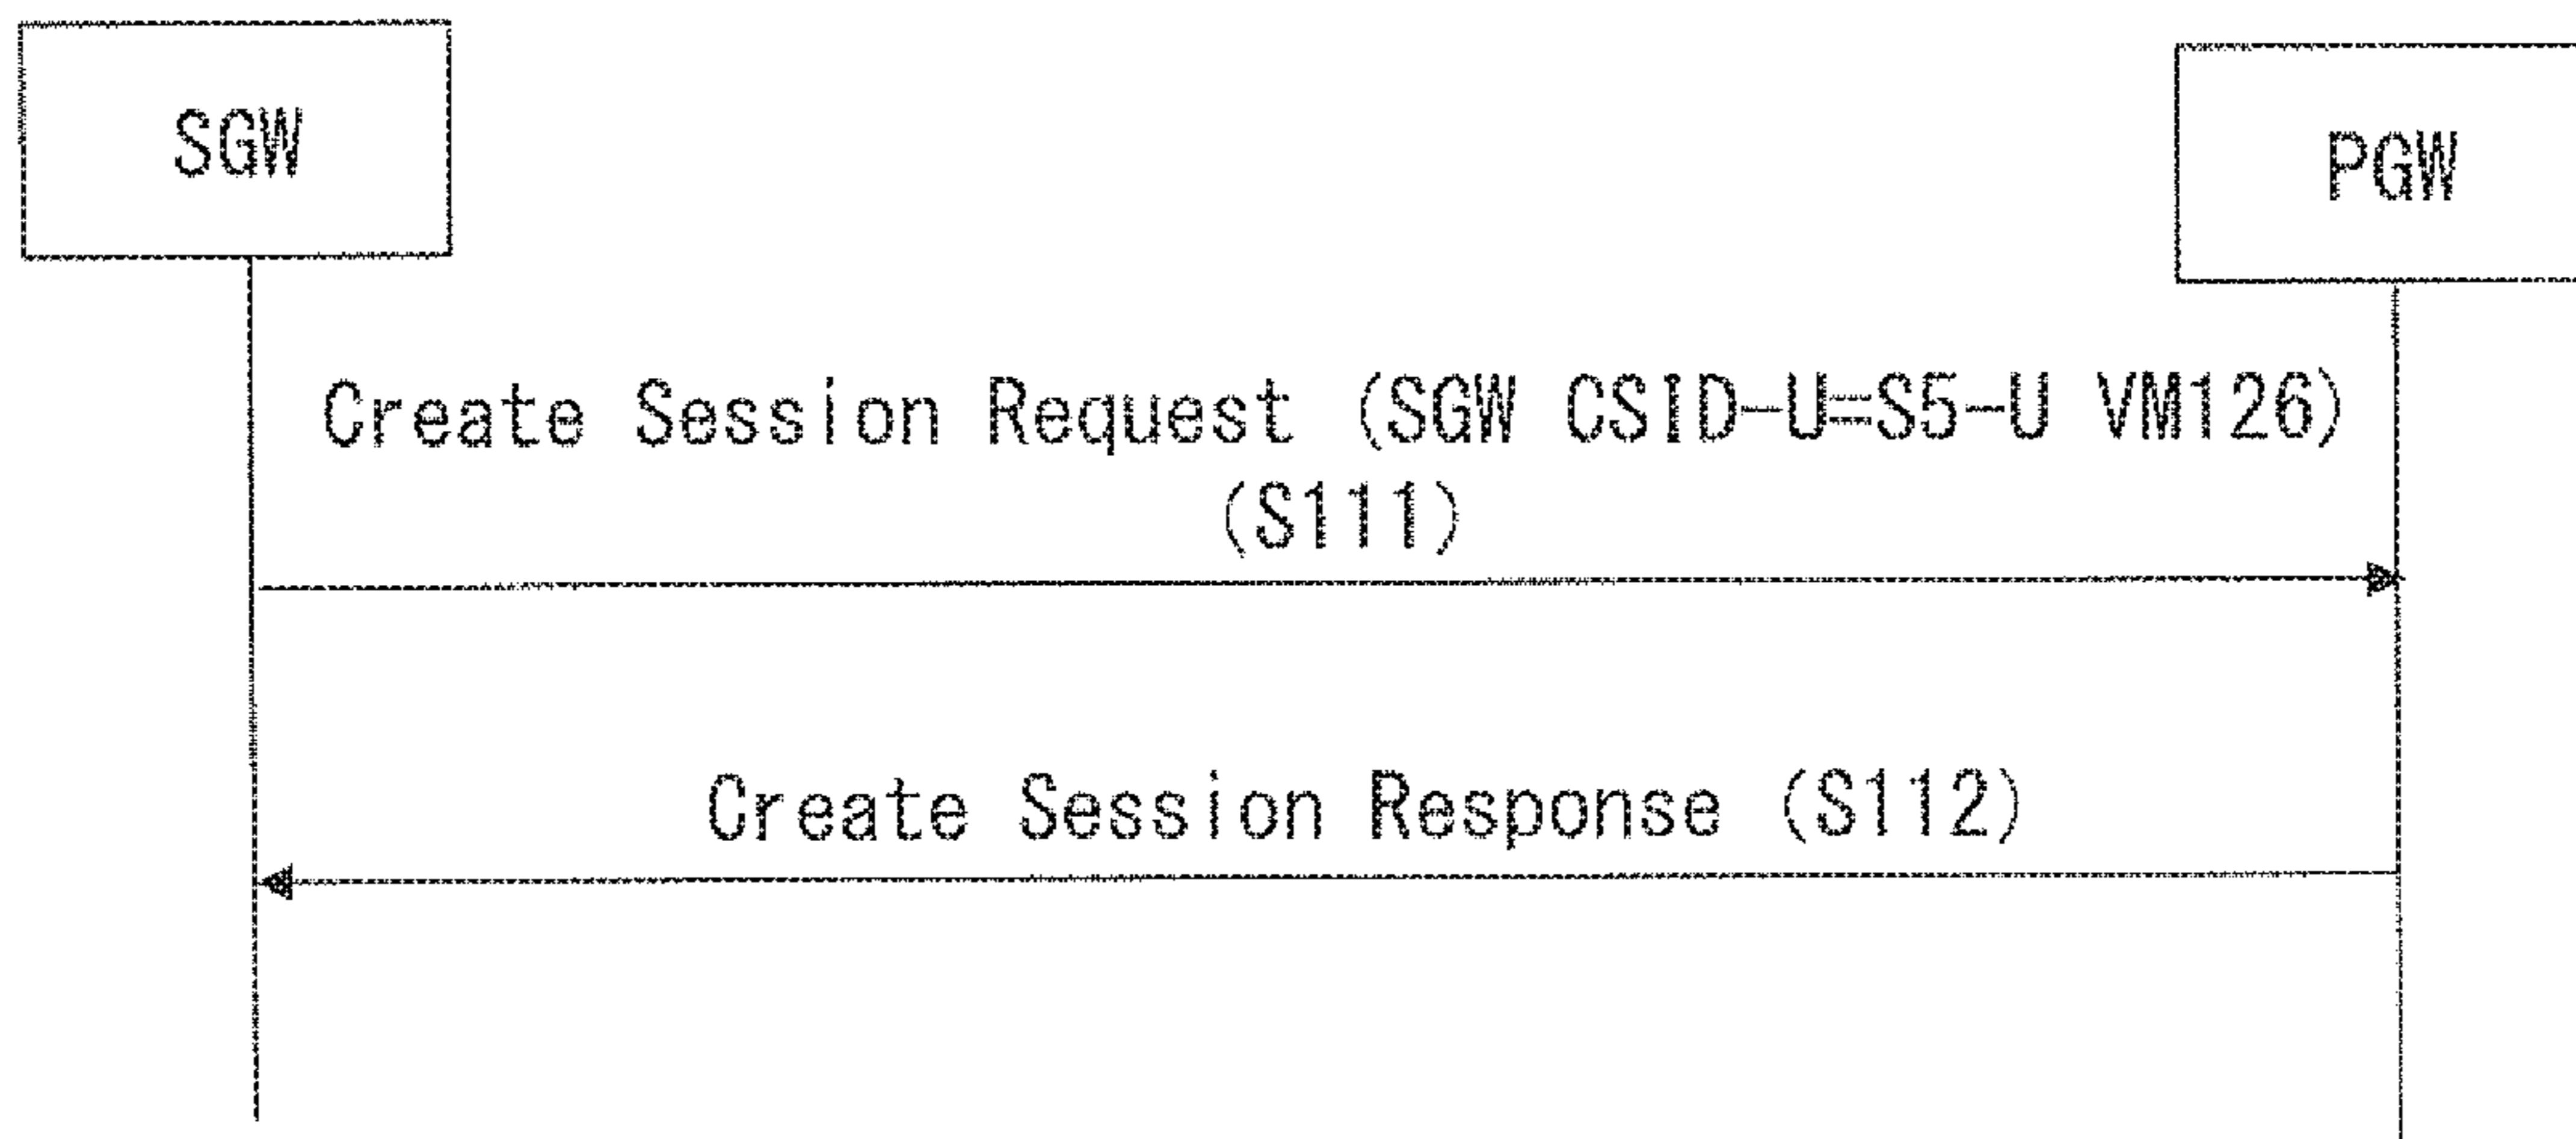 SGW
PGW
Create Session Request (SGW CSID-U=S5-U VM126)
(S111)
Create Session Response (S112)